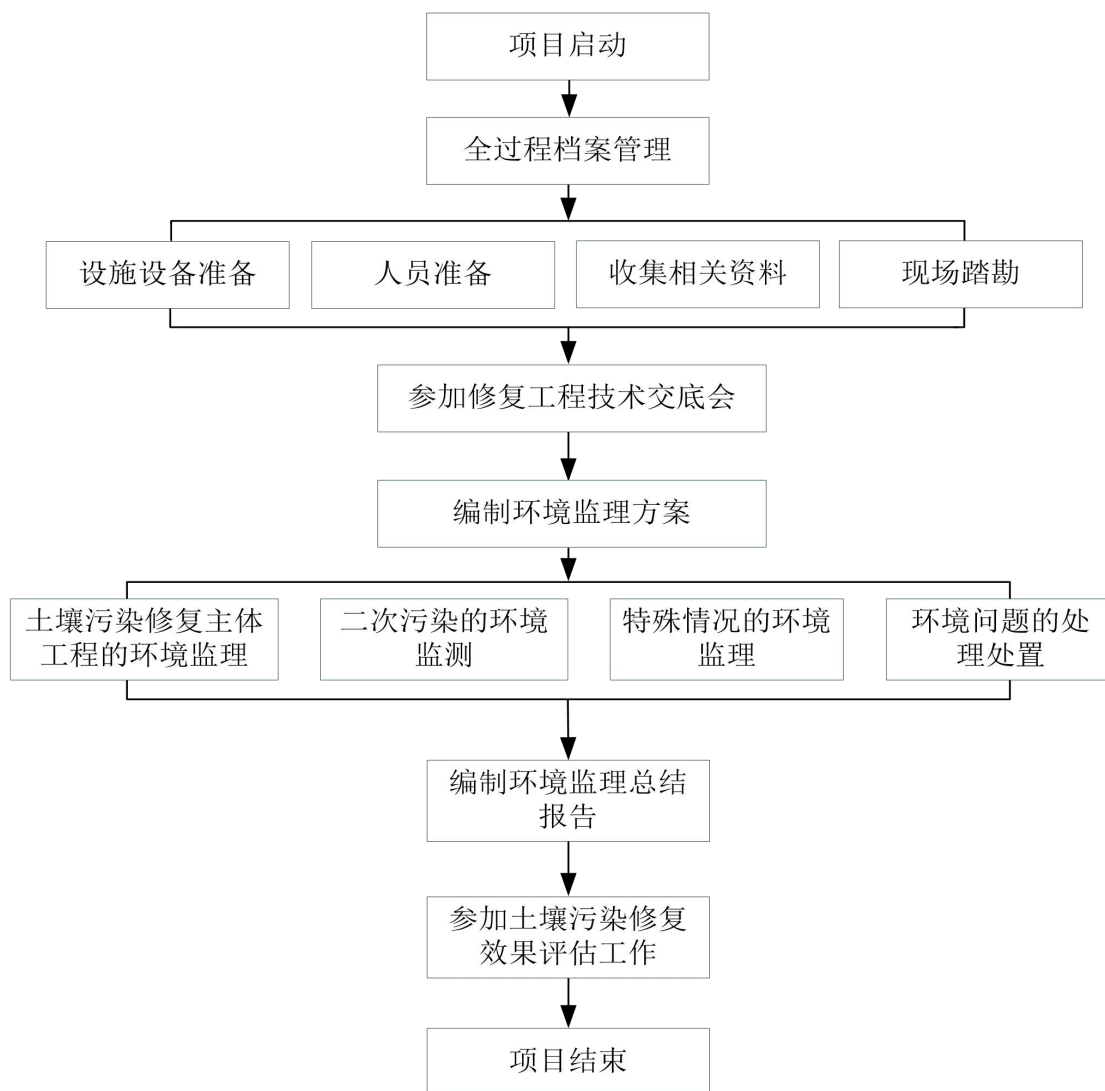 项目启动
全过程档案管理
设施设备准备
人员准备
收集相关资料
现场踏勘
参加修复工程技术交底会
编制环境监理方案
土壤污染修复主体
工程的环境监理
二次污染的环境
监测
特殊情况的环境
监理
环境问题的处
理处置
编制环境监理总结
报告
参加土壤污染修复
效果评估工作
项目结束